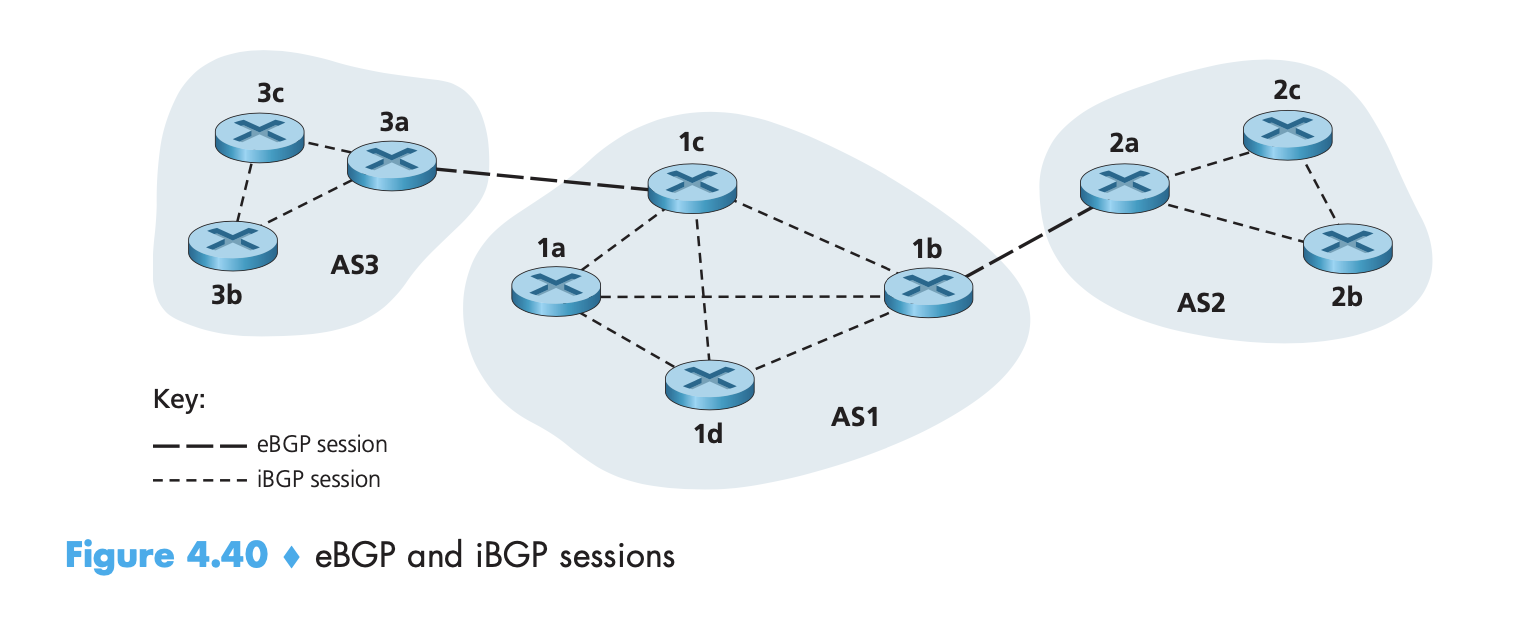 3c
3a
3b
AS3
1c
1a
1b
1d
AS1
2c
2a
2b
AS2
Key:
eBGP session
iBGP session
Figure 4.40 ♦ eBGP and iBGP sessions